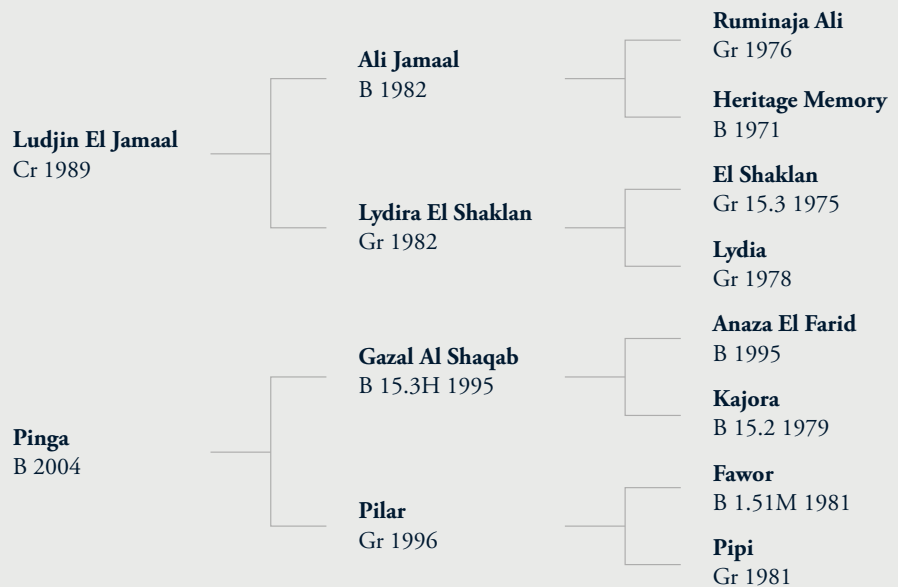 Ludjin El Jamaal
Cr 1989
Ali Jamaal
B 1982
Ruminaja Ali
Gr 1976
Heritage Memory
B 1971
Lydira El Shaklan
Gr 1982
El Shaklan
Gr 15.3 1975
Lydia
Gr 1978
Pinga
B 2004
Gazal Al Shaqab
B 15.3H 1995
Anaza El Farid
B 1995
Kajora
B 15.2 1979
Pilar
Gr 1996
Fawor
B 1.51M 1981
Pipi
Gr 1981